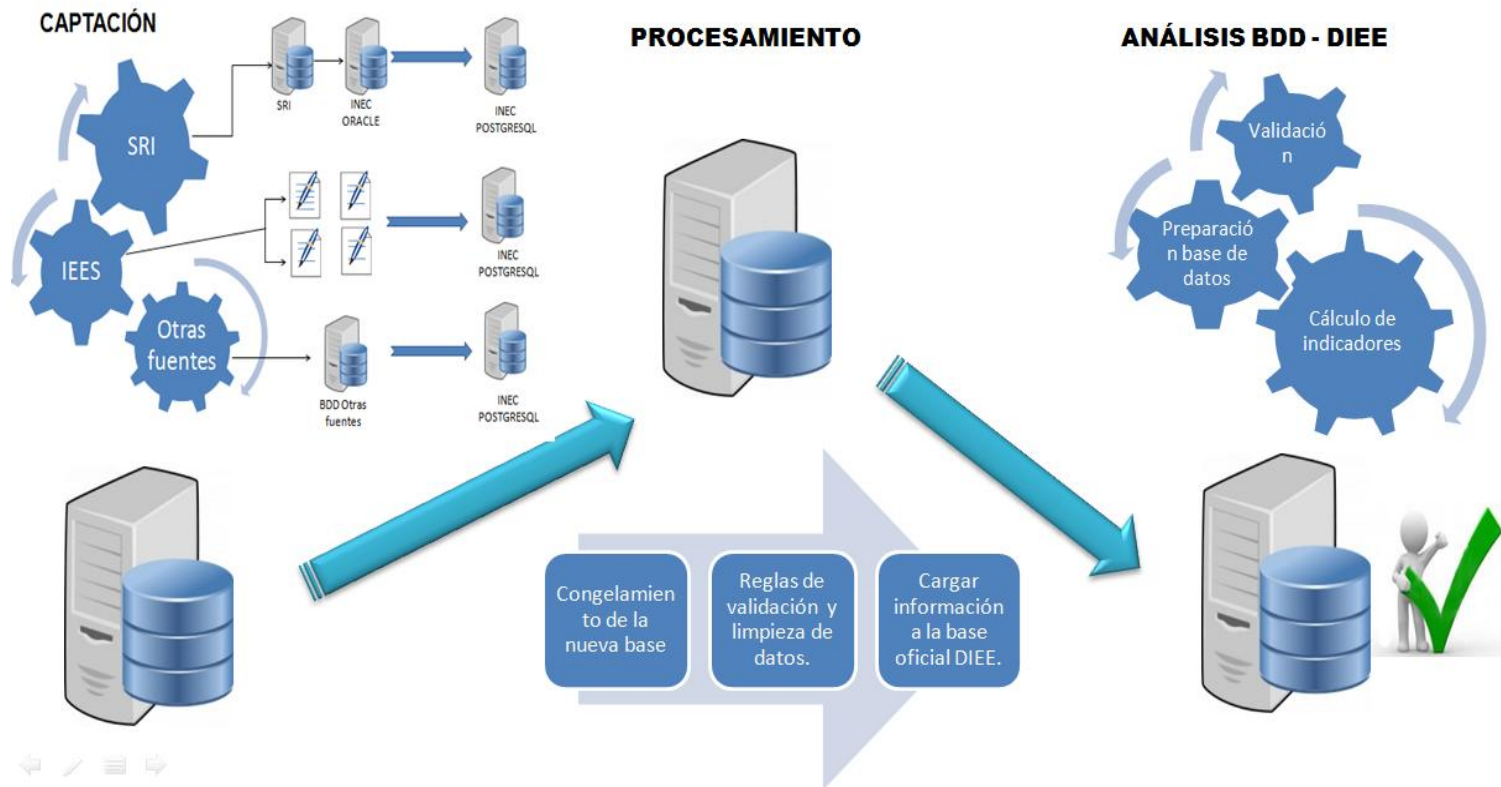 CAPTACIÓN
SRI
SRI
INEC
ORACLE
INEC
POSTGRESQL
IEES
INEC
POSTGRESQL
Otras
fuentes
BDD Otras
fuentes
INEC
POSTGRESQL
PROCESAMIENTO
Congelamien
to de la
nueva base
Reglas de
validación y
limpieza de
datos.
Cargar
información
a la base
oficial DIEE.
ANÁLISIS BDD - DIEE
Validació
n
Preparació
n base de
datos
Cálculo de
indicadores